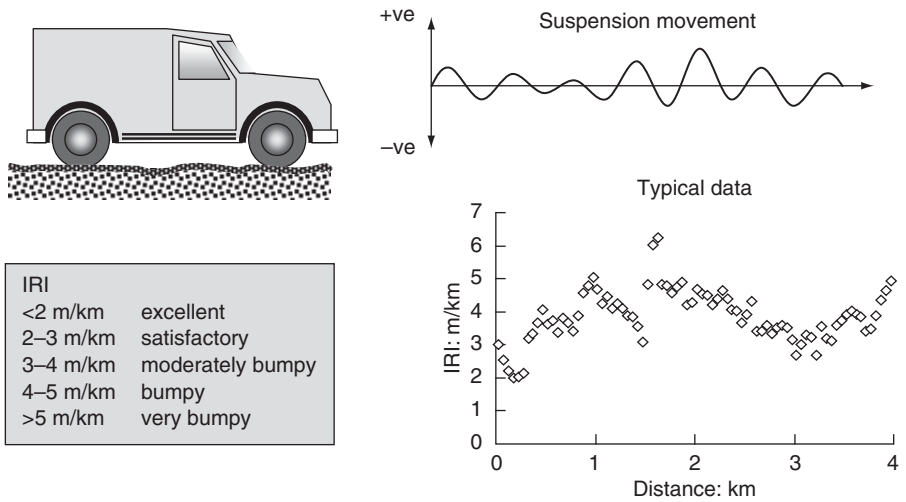 +ve
Suspension movement
–ve
IRI
<2 m/km excellent
2–3 m/km satisfactory
3–4 m/km moderately bumpy
4–5 m/km bumpy
>5 m/km very bumpy
Typical data
7
6
5
4
3
2
1
0
IRI: m/km
0 1 2 3 4
Distance: km